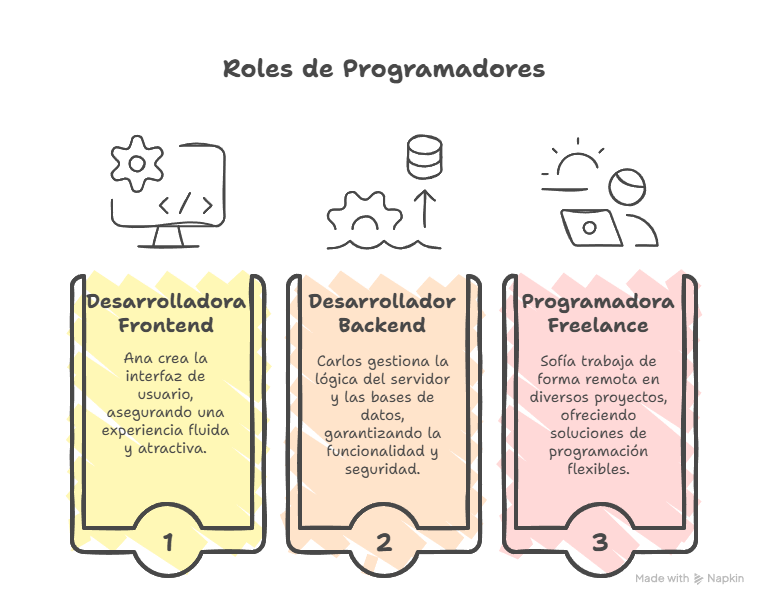 Roles de Programadores
</>
Desarrolladora
Frontend
Ana crea la
interfaz de
usuario,
asegurando una
experiencia fluida
y atractiva.
1
Desarrollador
Backend
Carlos gestiona la
lógica del servidor
y las bases de
datos,
garantizando la
funcionalidad y
seguridad.
2
Programadora
Freelance
Sofía trabaja de
forma remota en
diversos proyectos,
ofreciendo
soluciones de
programación
flexibles.
3
Made with Napkin